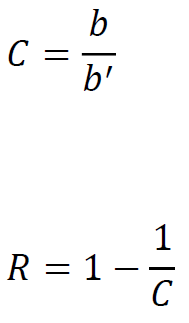 C = b/b′
R = 1 − 1/C